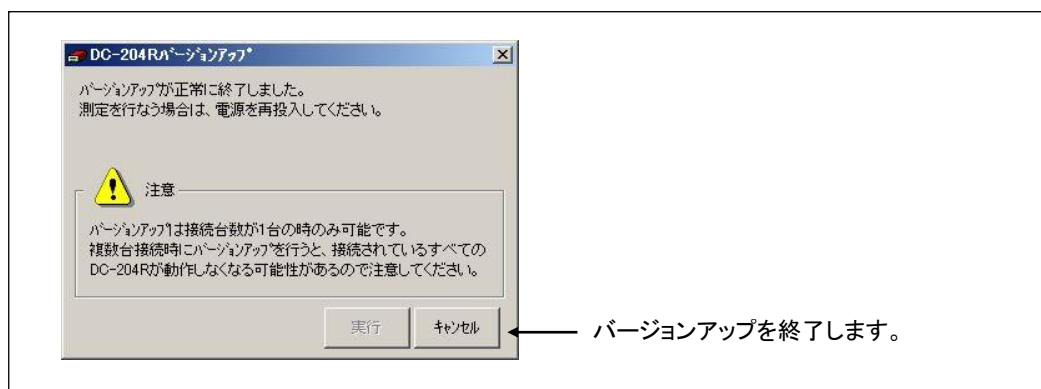 DC-204Rﾊﾞｰｼﾞｮﾝｱｯﾌﾟ
ﾊﾞｰｼﾞｮﾝｱｯﾌﾟが正常に終了しました。
測定を行なう場合は、電源を再投入してください。
注意
ﾊﾞｰｼﾞｮﾝｱｯﾌﾟは接続台数が1台の時のみ可能です。
複数台接続時にﾊﾞｰｼﾞｮﾝｱｯﾌﾟを行うと、接続されているすべての
DC-204Rが動作しなくなる可能性があるので注意してください。
実行
ｷｬﾝｾﾙ
バージョンアップを終了します。